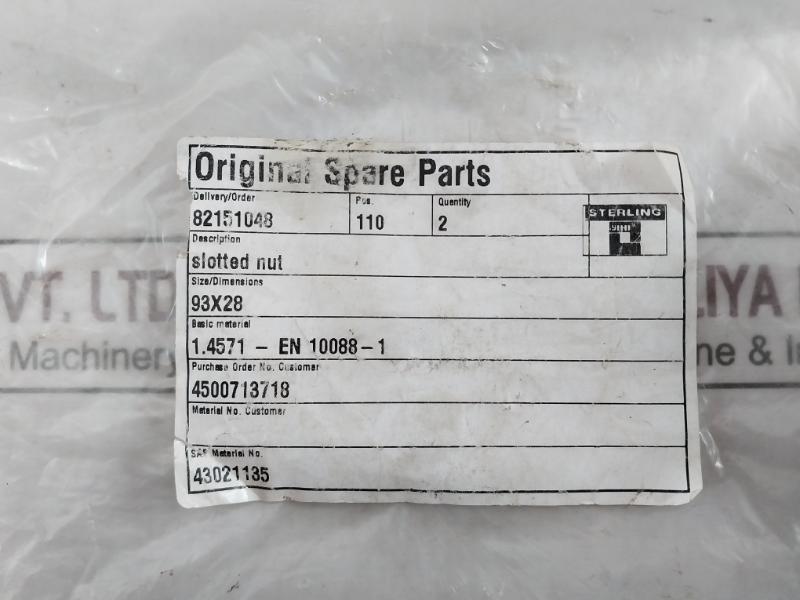 Original Spare Parts
Delivery/Order Pos. Quantity
82151048 110 2
STERLING
SIHI
Description
slotted nut
Size/Dimensions
93X28
Basic material
1.4571 - EN 10088-1
Purchase Order No. Customer
4500713718
Material No. Customer
SAP Material No.
43021135
VT. LTD LIYA
Machinery ne & In